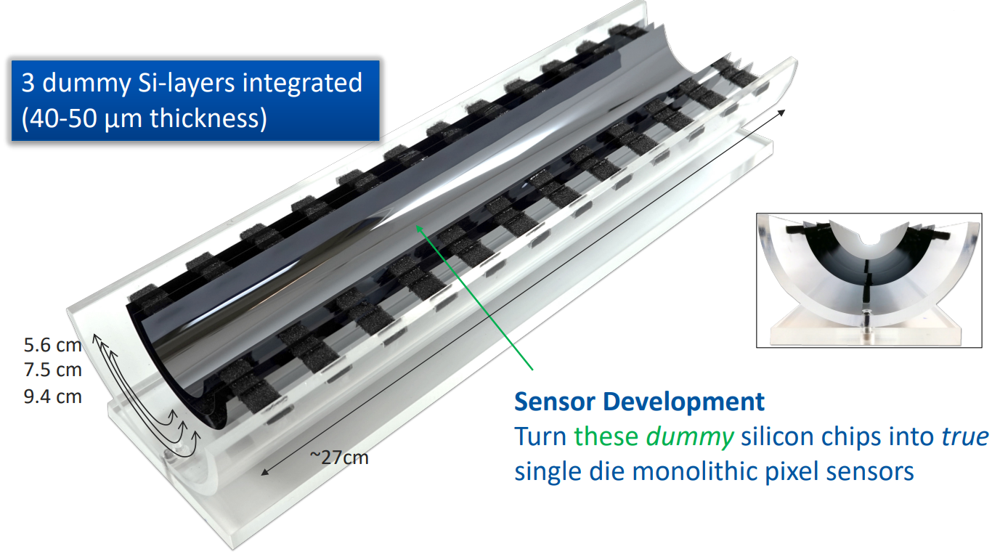 3 dummy Si-layers integrated
(40-50 µm thickness)
5.6 cm
7.5 cm
9.4 cm
~27cm
Sensor Development
Turn these dummy silicon chips into true
single die monolithic pixel sensors